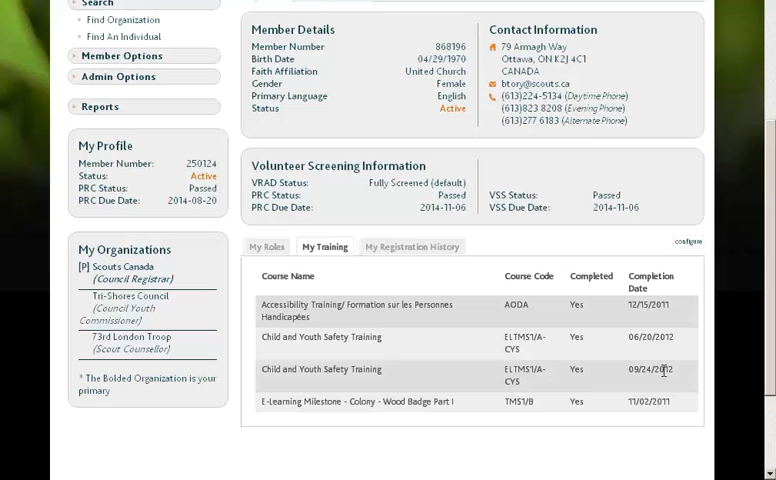 Search
Find Organization
Find An Individual
Member Options
Admin Options
Reports
My Profile
Member Number: 250124
Status: Active
PRC Status: Passed
PRC Due Date: 2014-08-20
My Organizations
[P] Scouts Canada
(Council Registrar)
Tri-Shores Council
(Council Youth
Commissioner)
73rd London Troop
(Scout Counsellor)
* The Bolded Organization is your
primary
Member Details
Member Number 868196
Birth Date 04/29/1970
Faith Affiliation United Church
Gender Female
Primary Language English
Status Active
Contact Information
79 Armagh Way
Ottawa, ON K2J 4C1
CANADA
btory@scouts.ca
(613)224-5134 (Daytime Phone)
(613)823 8208 (Evening Phone)
(613)277 6183 (Alternate Phone)
Volunteer Screening Information
VRAD Status: Fully Screened (default)
PRC Status: Passed
PRC Due Date: 2014-11-06
VSS Status: Passed
VSS Due Date: 2014-11-06
My Roles My Training My Registration History
configure
Course Name Course Code Completed Completion
Date
Accessibility Training/ Formation sur les Personnes AODA Yes 12/15/2011
Handicapées
Child and Youth Safety Training ELTMS1/A- Yes 06/20/2012
CYS
Child and Youth Safety Training ELTMS1/A- Yes 09/24/2012
CYS
E-Learning Milestone - Colony - Wood Badge Part I TMS1/B Yes 11/02/2011